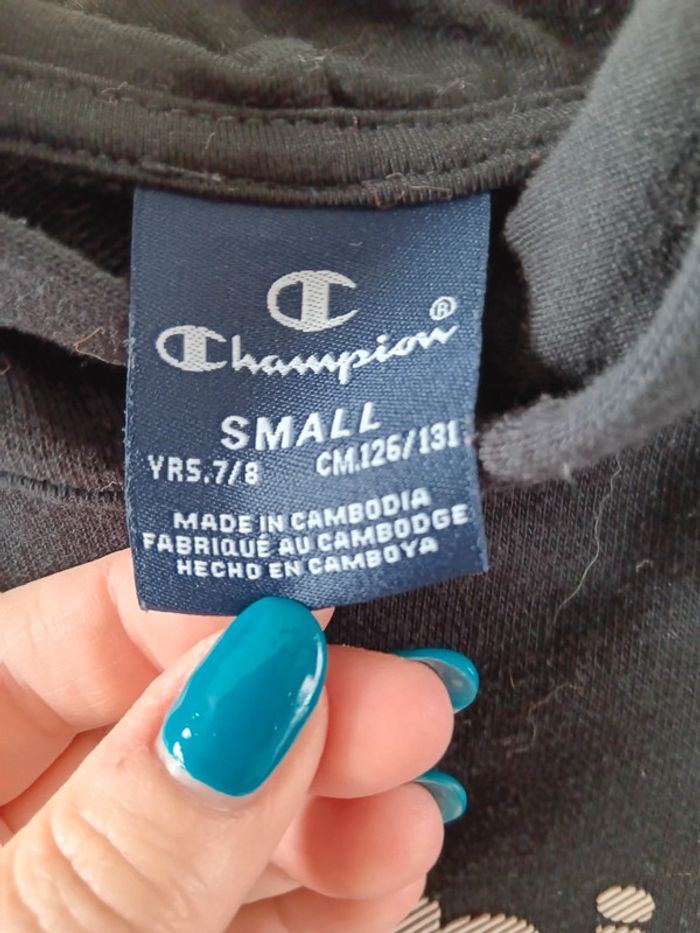 Champion®
SMALL
YRS.7/8 CM.126/131
MADE IN CAMBODIA
FABRIQUÉ AU CAMBODGE
HECHO EN CAMBOYA